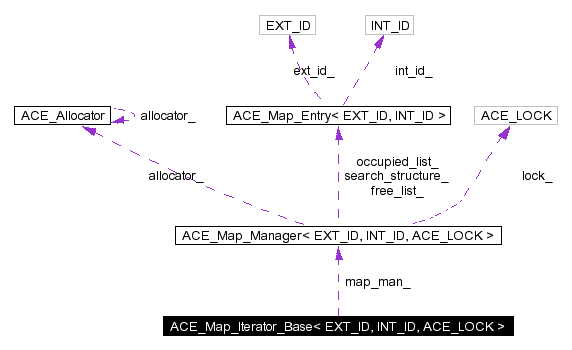 EXT_ID INT_ID
ext_id_ int_id_
ACE_Allocator allocator_ ACE_Map_Entry< EXT_ID, INT_ID > ACE_LOCK
occupied_list_
allocator_ search_structure_ lock_
free_list_
ACE_Map_Manager< EXT_ID, INT_ID, ACE_LOCK >
map_man_
ACE_Map_Iterator_Base< EXT_ID, INT_ID, ACE_LOCK >